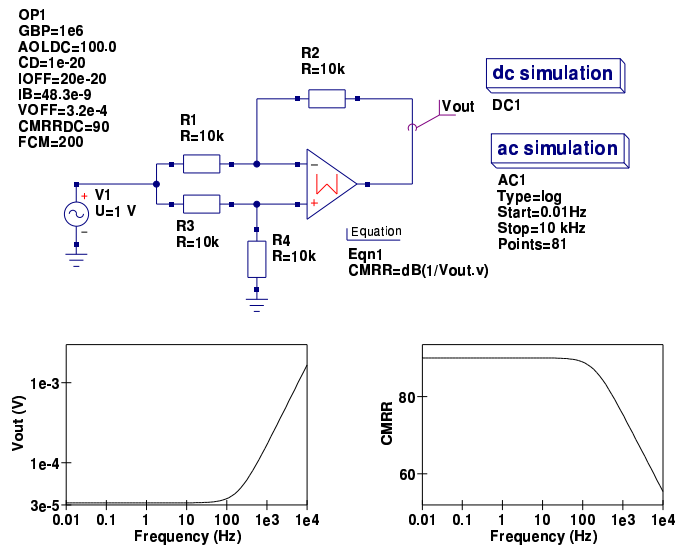 OP1
GBP=1e6
AOLDC=100.0
CD=1e-20
IOFF=20e-20
IB=48.3e-9
VOFF=3.2e-4
CMRRDC=90
FCM=200
R2
R=10k
dc simulation
DC1
Vout
R1
R=10k
ac simulation
AC1
Type=log
Start=0.01Hz
Stop=10 kHz
Points=81
V1
U=1 V
R3
R=10k
R4
R=10k
Equation
Eqn1
CMRR=dB(1/Vout.v)
Vout (V)
1e-3
1e-4
3e-5
0.01 0.1 1 10 100 1e3 1e4
Frequency (Hz)
CMRR
80
60
0.01 0.1 1 10 100 1e3 1e4
Frequency (Hz)